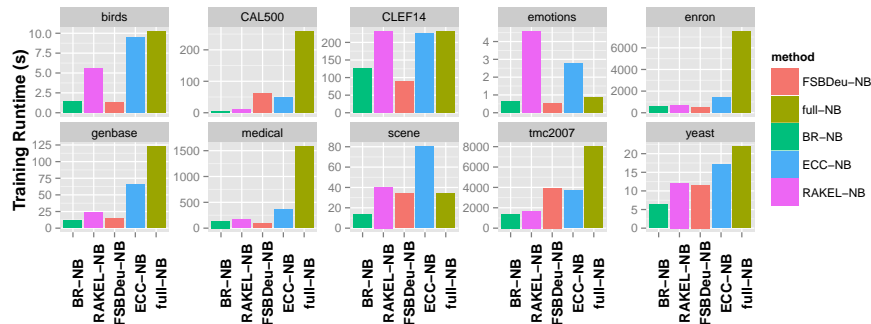 birds
CAL500
CLEF14
emotions
enron
10.0
7.5
5.0
2.5
0.0
200
100
0
200
150
100
50
0
4
3
2
1
0
6000
4000
2000
0
genbase
medical
scene
tmc2007
yeast
125
100
75
50
25
0
1500
1000
500
0
80
60
40
20
0
8000
6000
4000
2000
0
20
15
10
5
0
Training Runtime (s)
BR−NB
RAKEL−NB
FSBDeu−NB
ECC−NB
full−NB
BR−NB
RAKEL−NB
FSBDeu−NB
ECC−NB
full−NB
BR−NB
RAKEL−NB
FSBDeu−NB
ECC−NB
full−NB
BR−NB
RAKEL−NB
FSBDeu−NB
ECC−NB
full−NB
BR−NB
RAKEL−NB
FSBDeu−NB
ECC−NB
full−NB
method
FSBDeu−NB
full−NB
BR−NB
ECC−NB
RAKEL−NB